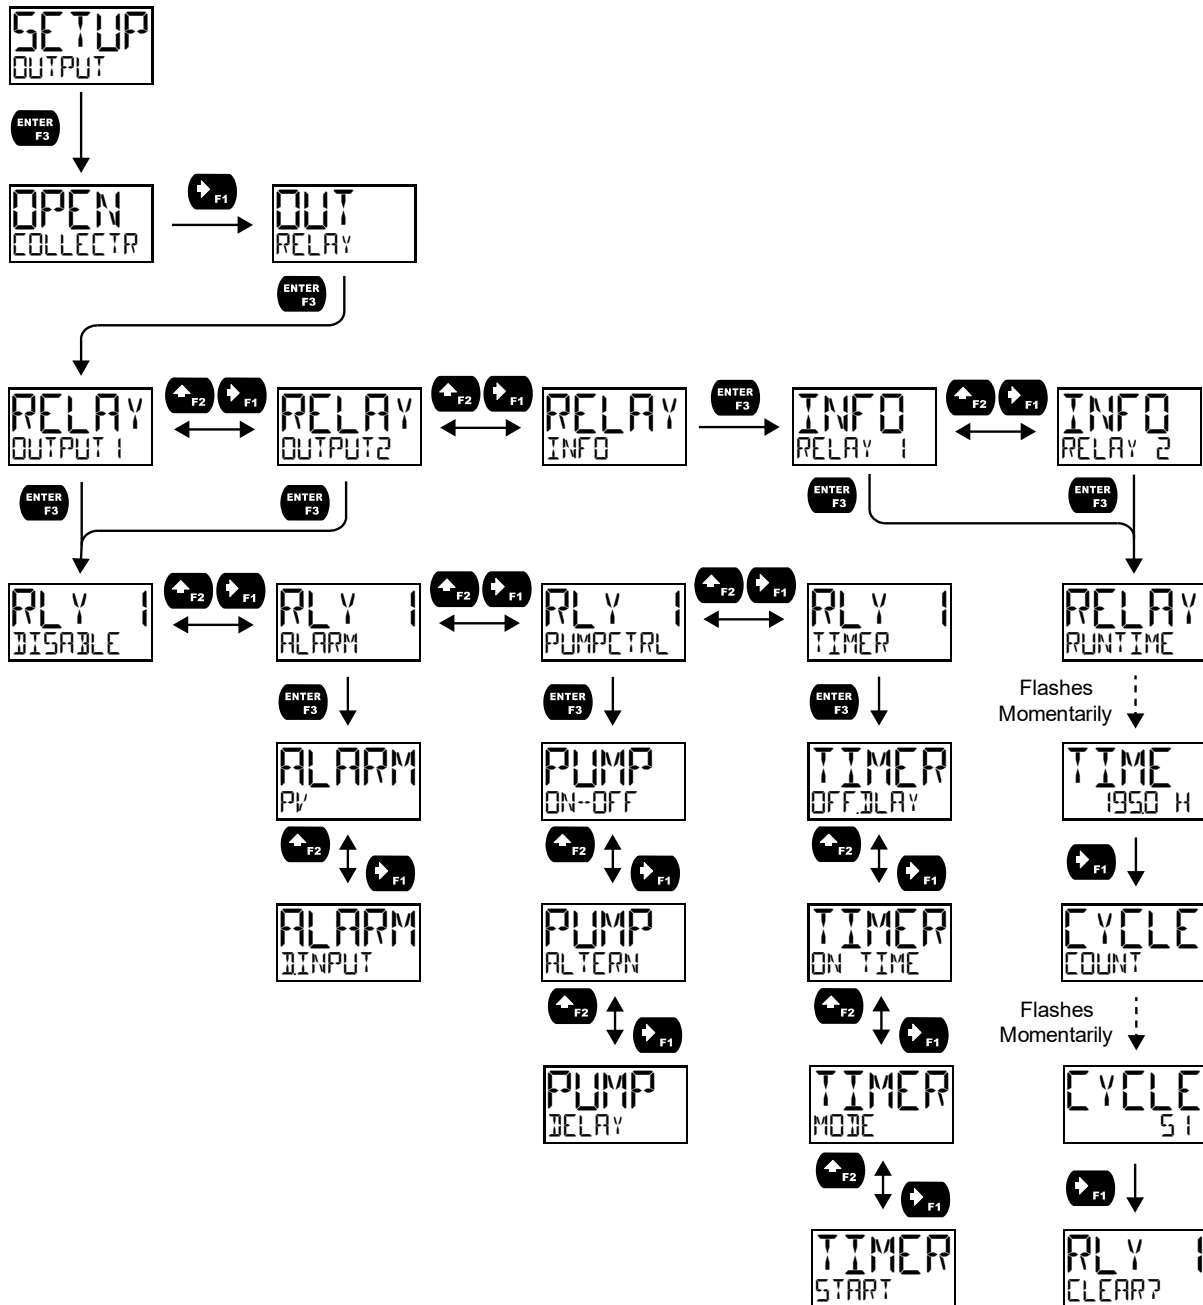 SETUP
OUTPUT
ENTER
F3
OPEN
COLLECTR
F1
OUT
RELAY
ENTER
F3
RELAY
OUTPUT1
F2
F1
RELAY
OUTPUT2
F2
F1
RELAY
INFO
ENTER
F3
INFO
RELAY 1
F2
F1
INFO
RELAY 2
ENTER
F3
ENTER
F3
ENTER
F3
ENTER
F3
RLY 1
DISABLE
F2
F1
RLY 1
ALARM
F2
F1
RLY 1
PUMPCTRL
F2
F1
RLY 1
TIMER
RELAY
RUNTIME
ENTER
F3
ENTER
F3
ENTER
F3
Flashes
Momentarily
ALARM
PV
PUMP
ON--OFF
TIMER
OFF.DLAY
TIME
195.0 H
F2
F1
F2
F1
F2
F1
F1
ALARM
D.INPUT
PUMP
ALTERN
TIMER
ON TIME
CYCLE
COUNT
F2
F1
F2
F1
Flashes
Momentarily
PUMP
DELAY
TIMER
MODE
CYCLE
51
F2
F1
F1
TIMER
START
RLY 1
CLEAR?